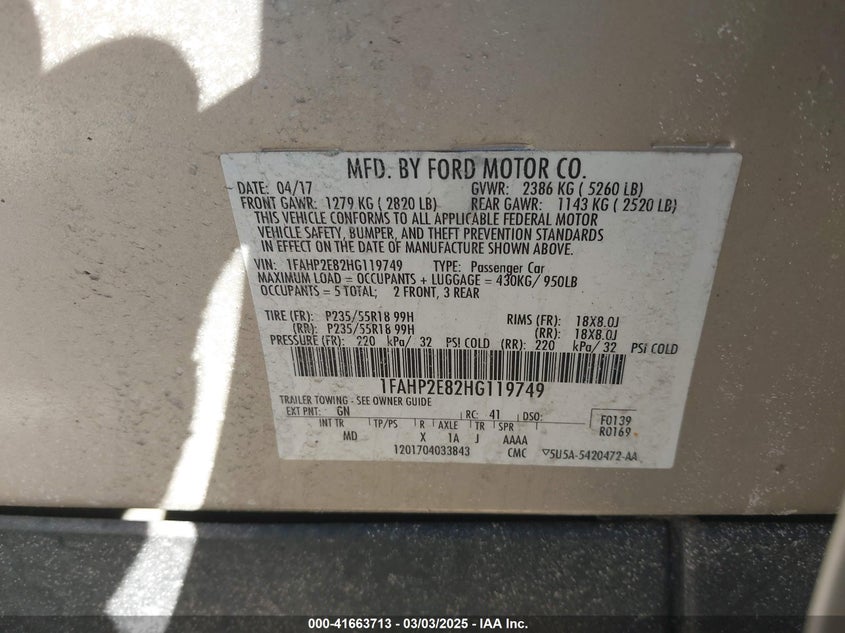 MFD. BY FORD MOTOR CO.
DATE: 04/17 GVWR: 2386 KG ( 5260 LB)
FRONT GAWR: 1279 KG ( 2820 LB) REAR GAWR: 1143 KG ( 2520 LB)
THIS VEHICLE CONFORMS TO ALL APPLICABLE FEDERAL MOTOR
VEHICLE SAFETY, BUMPER, AND THEFT PREVENTION STANDARDS
IN EFFECT ON THE DATE OF MANUFACTURE SHOWN ABOVE.
VIN: 1FAHP2E82HG119749 TYPE: Passenger Car
MAXIMUM LOAD = OCCUPANTS + LUGGAGE = 430KG/ 950LB
OCCUPANTS = 5 TOTAL; 2 FRONT, 3 REAR
TIRE (FR): P235/55R18 99H RIMS (FR): 18X8.0J
(RR): P235/55R18 99H (RR): 18X8.0J
PRESSURE (FR): 220 kPa/ 32 PSI COLD (RR): 220 kPa/ 32 PSI COLD
1FAHP2E82HG119749
TRAILER TOWING - SEE OWNER GUIDE
EXT PNT: GN RC: 41 DSO: F0139
INT TR TP/PS R AXLE TR SPR R0169
MD X 1A J AAAA
1201704033843 CMC ▽5U5A-5420472-AA
000-41663713 - 03/03/2025 - IAA Inc.